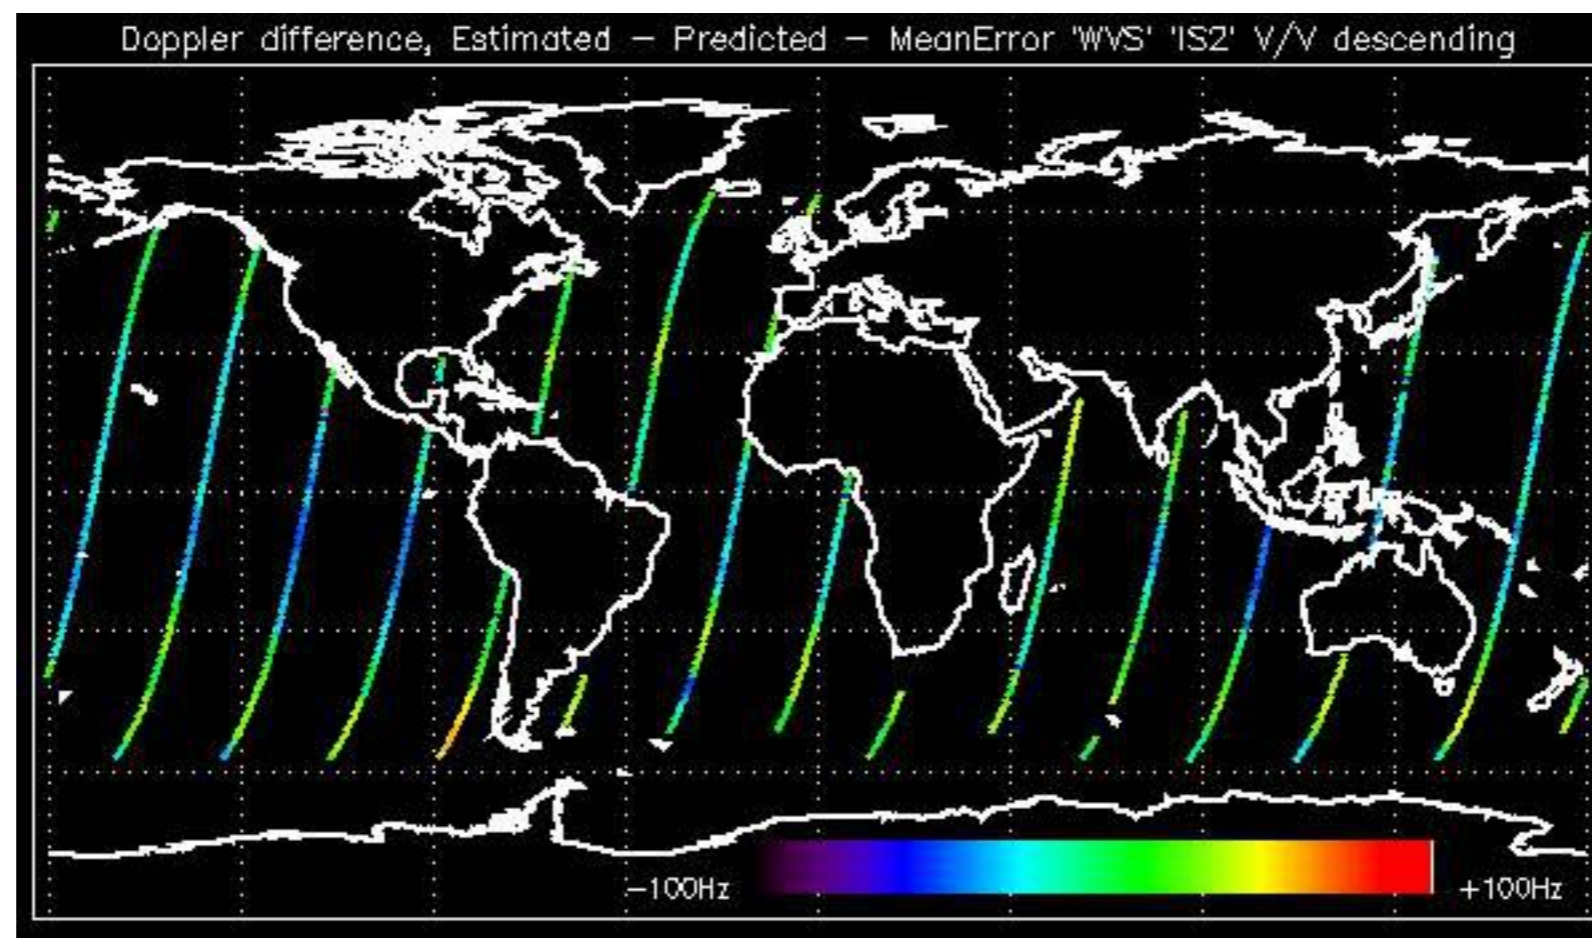 Doppler difference, Estimated – Predicted – MeanError 'WVS' 'IS2' V/V descending
–100Hz
+100Hz